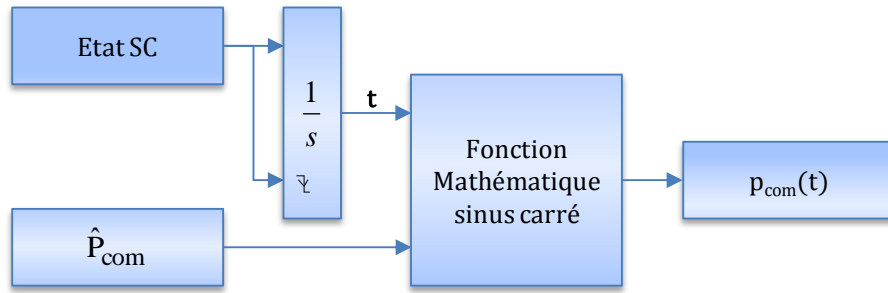 Etat SC
1
s
t
Fonction
Mathématique
sinus carré
p_com(t)
P̂_com